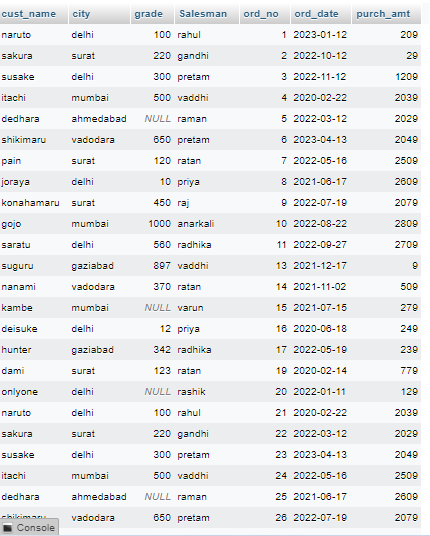 cust_name city grade Salesman ord_no ord_date purch_amt
naruto delhi 100 rahul 1 2023-01-12 209
sakura surat 220 gandhi 2 2022-10-12 29
susake delhi 300 pretam 3 2022-11-12 1209
itachi mumbai 500 vaddhi 4 2020-02-22 2039
dedhara ahmedabad NULL raman 5 2022-03-12 2029
shikimaru vadodara 650 pretam 6 2023-04-13 2049
pain surat 120 ratan 7 2022-05-16 2509
joraya delhi 10 priya 8 2021-06-17 2609
konahamaru surat 450 raj 9 2022-07-19 2079
gojo mumbai 1000 anarkali 10 2022-08-22 2809
saratu delhi 560 radhika 11 2022-09-27 2709
suguru gaziabad 897 vaddhi 13 2021-12-17 9
nanami vadodara 370 ratan 14 2021-11-02 509
kambe mumbai NULL varun 15 2021-07-15 279
deisuke delhi 12 priya 16 2020-06-18 249
hunter gaziabad 342 radhika 17 2022-05-19 239
dami surat 123 ratan 19 2020-02-14 779
onlyone delhi NULL rashik 20 2022-01-11 129
naruto delhi 100 rahul 21 2020-02-22 2039
sakura surat 220 gandhi 22 2022-03-12 2029
susake delhi 300 pretam 23 2023-04-13 2049
itachi mumbai 500 vaddhi 24 2022-05-16 2509
dedhara ahmedabad NULL raman 25 2021-06-17 2609
shikimaru vadodara 650 pretam 26 2022-07-19 2079
Console